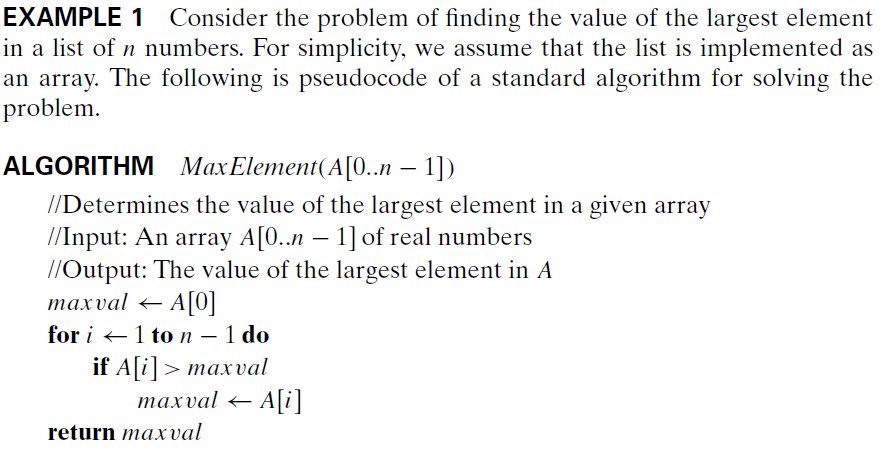 EXAMPLE 1 Consider the problem of finding the value of the largest element
in a list of n numbers. For simplicity, we assume that the list is implemented as
an array. The following is pseudocode of a standard algorithm for solving the
problem.
ALGORITHM MaxElement(A[0..n − 1])
//Determines the value of the largest element in a given array
//Input: An array A[0..n − 1] of real numbers
//Output: The value of the largest element in A
maxval ← A[0]
for i ← 1 to n − 1 do
if A[i] > maxval
maxval ← A[i]
return maxval